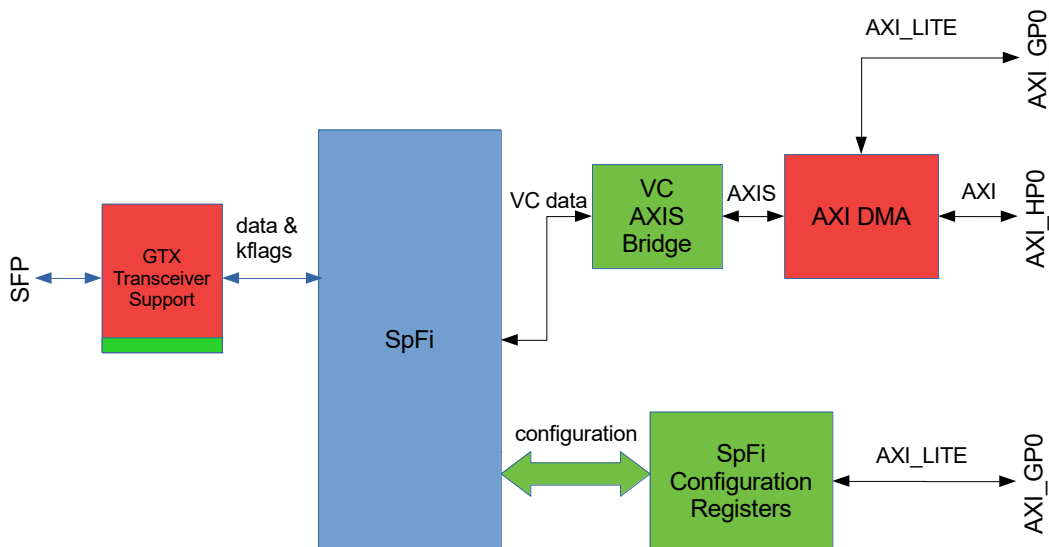 AXI_LITE
AXI_GP0
VC data
VC
AXIS
Bridge
AXIS
AXI DMA
AXI
AXI_HP0
SFP
GTX
Transceiver
Support
data &
kflags
SpFi
configuration
SpFi
Configuration
Registers
AXI_LITE
AXI_GP0